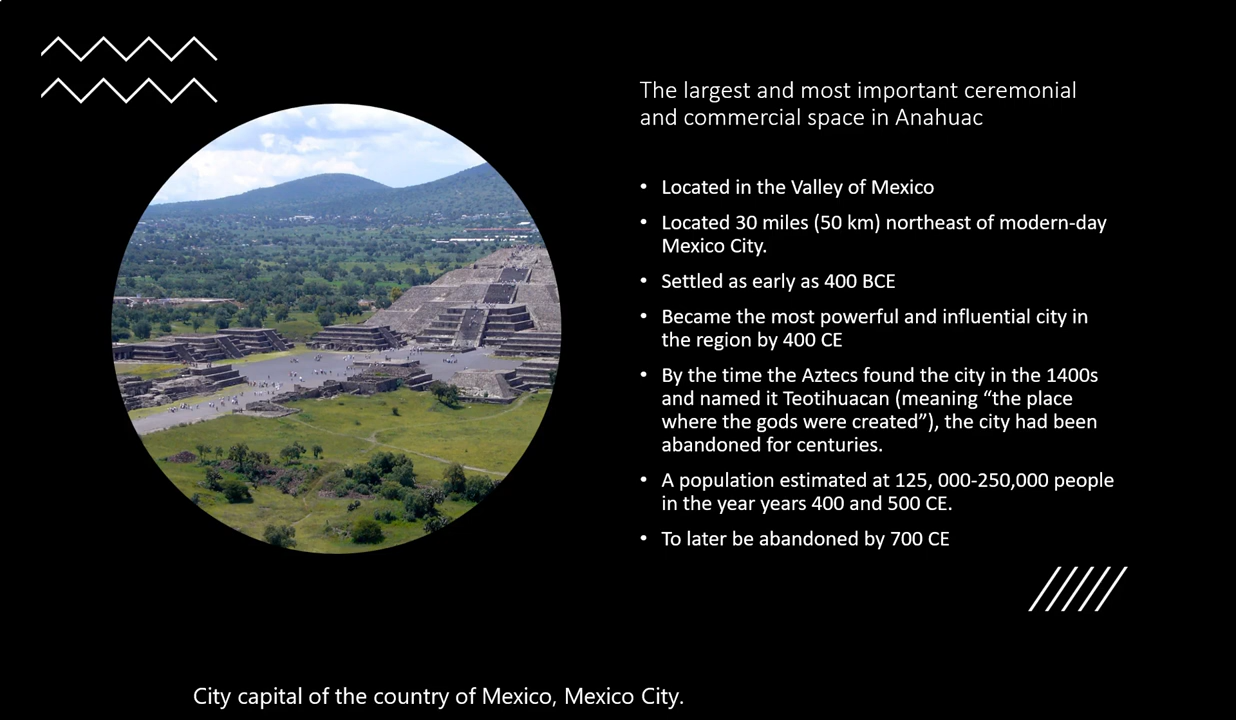 The largest and most important ceremonial
and commercial space in Anahuac
• Located in the Valley of Mexico
• Located 30 miles (50 km) northeast of modern-day
Mexico City.
• Settled as early as 400 BCE
• Became the most powerful and influential city in
the region by 400 CE
• By the time the Aztecs found the city in the 1400s
and named it Teotihuacan (meaning “the place
where the gods were created”), the city had been
abandoned for centuries.
• A population estimated at 125, 000-250,000 people
in the year years 400 and 500 CE.
• To later be abandoned by 700 CE
City capital of the country of Mexico, Mexico City.